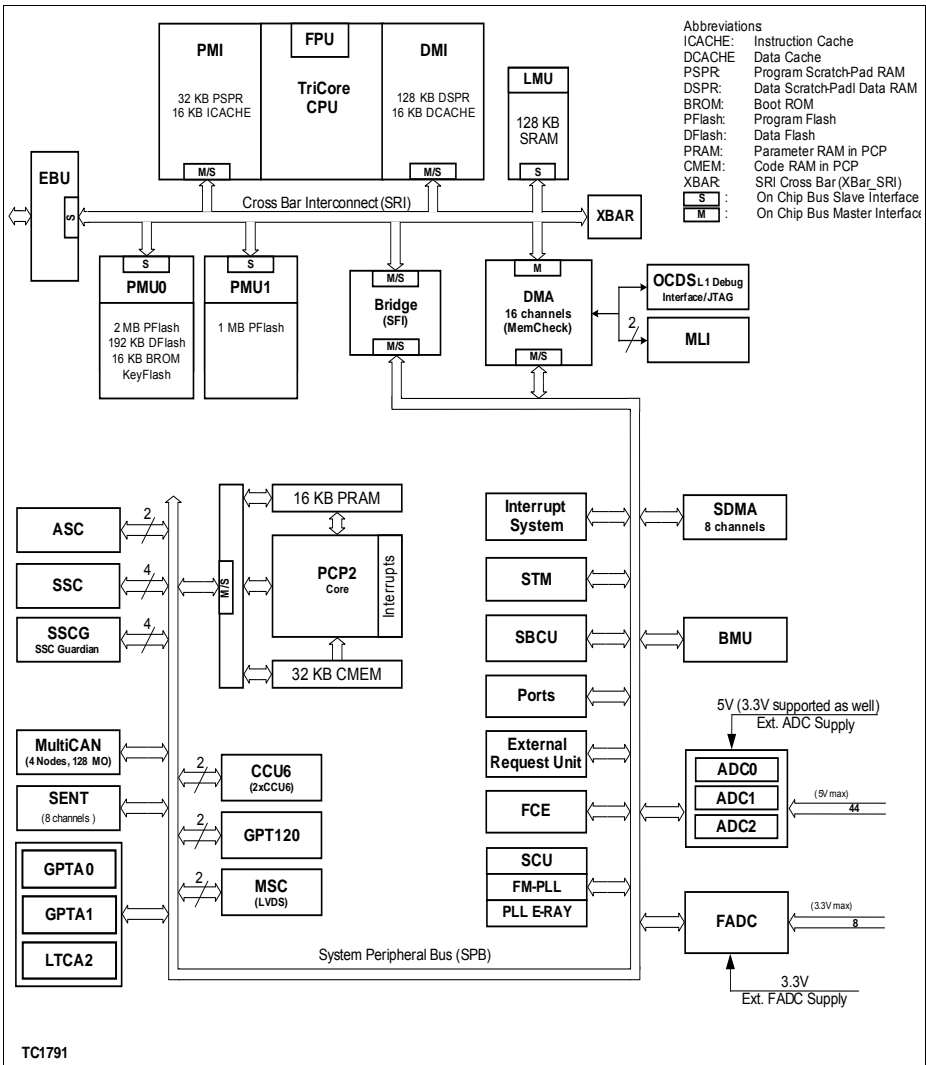 PMI
32 KB PSPR
16 KB ICACHE
M/S
FPU
TriCore
CPU
DMI
128 KB DSPR
16 KB DCACHE
M/S
LMU
128 KB
SRAM
S
Abbreviations:
ICACHE: Instruction Cache
DCACHE Data Cache
PSPR: Program Scratch-Pad RAM
DSPR: Data Scratch-Padl Data RAM
BROM: Boot ROM
PFlash: Program Flash
DFlash: Data Flash
PRAM: Parameter RAM in PCP
CMEM: Code RAM in PCP
XBAR: SRI Cross Bar (XBar_SRI)
S : On Chip Bus Slave Interface
M : On Chip Bus Master Interface
EBU
S
Cross Bar Interconnect (SRI)
XBAR
S
PMU0
2 MB PFlash
192 KB DFlash
16 KB BROM
KeyFlash
S
PMU1
1 MB PFlash
M/S
Bridge
(SFI)
M/S
M
DMA
16 channels
(MemCheck)
M/S
OCDS L1 Debug
Interface/JTAG
2
MLI
ASC
2
SSC
4
SSCG
SSC Guardian
4
M/S
16 KB PRAM
PCP2
Core
Interrupts
32 KB CMEM
Interrupt
System
SDMA
8 channels
STM
SBCU
BMU
Ports
5V (3.3V supported as well)
Ext. ADC Supply
MultiCAN
(4 Nodes, 128 MO)
SENT
(8 channels )
2
CCU6
(2xCCU6)
2
GPT120
2
MSC
(LVDS)
External
Request Unit
FCE
ADC0
ADC1
ADC2
(5V max)
44
GPTA0
GPTA1
LTCA2
SCU
FM-PLL
PLL E-RAY
FADC
(3.3V max)
8
System Peripheral Bus (SPB)
3.3V
Ext. FADC Supply
TC1791